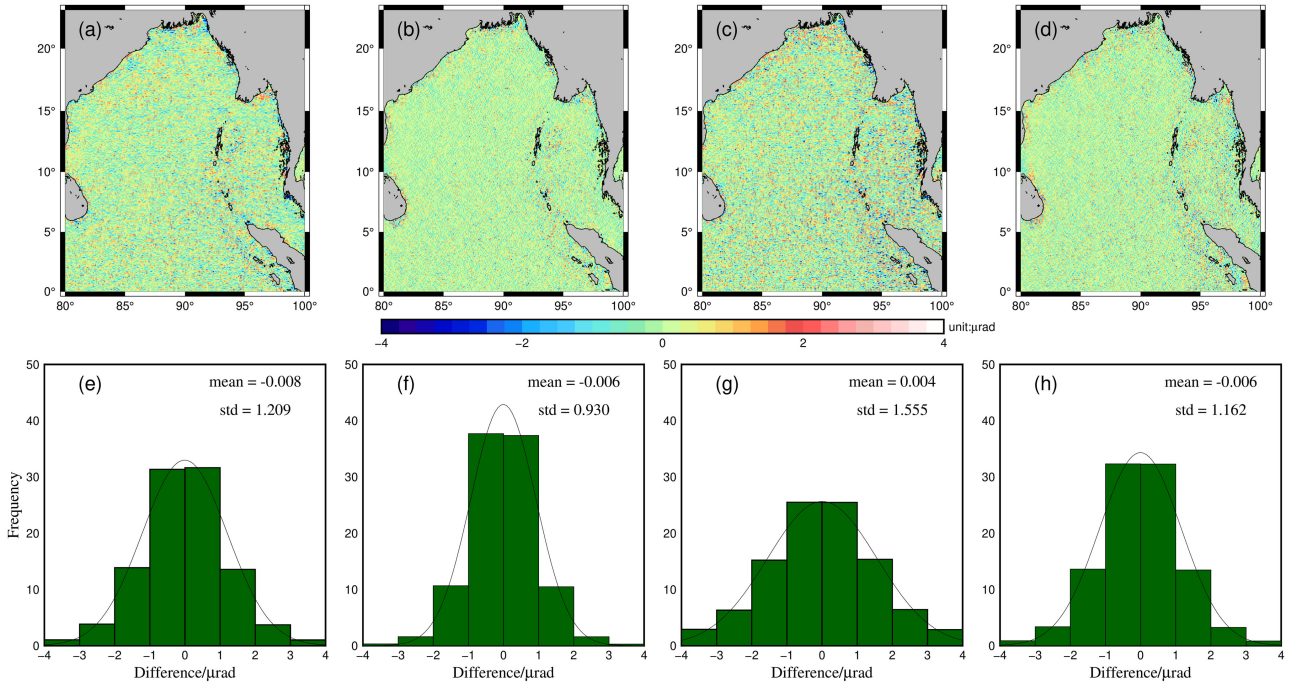 (a) (b) (c) (d)
20° 20° 20° 20°
15° 15° 15° 15°
10° 10° 10° 10°
5° 5° 5° 5°
0° 0° 0° 0°
80° 85° 90° 95° 100° 80° 85° 90° 95° 100° 80° 85° 90° 95° 100° 80° 85° 90° 95° 100°
unit:μrad
−4 −2 0 2 4
50 50 50 50
(e) mean = -0.008 (f) mean = -0.006 (g) mean = 0.004 (h) mean = -0.006
std = 1.209 std = 0.930 std = 1.555 std = 1.162
40 40 40 40
30 30 30 30
Frequency
20 20 20 20
10 10 10 10
0 0 0 0
−4 −3 −2 −1 0 1 2 3 4 −4 −3 −2 −1 0 1 2 3 4 −4 −3 −2 −1 0 1 2 3 4 −4 −3 −2 −1 0 1 2 3 4
Difference/μrad Difference/μrad Difference/μrad Difference/μrad